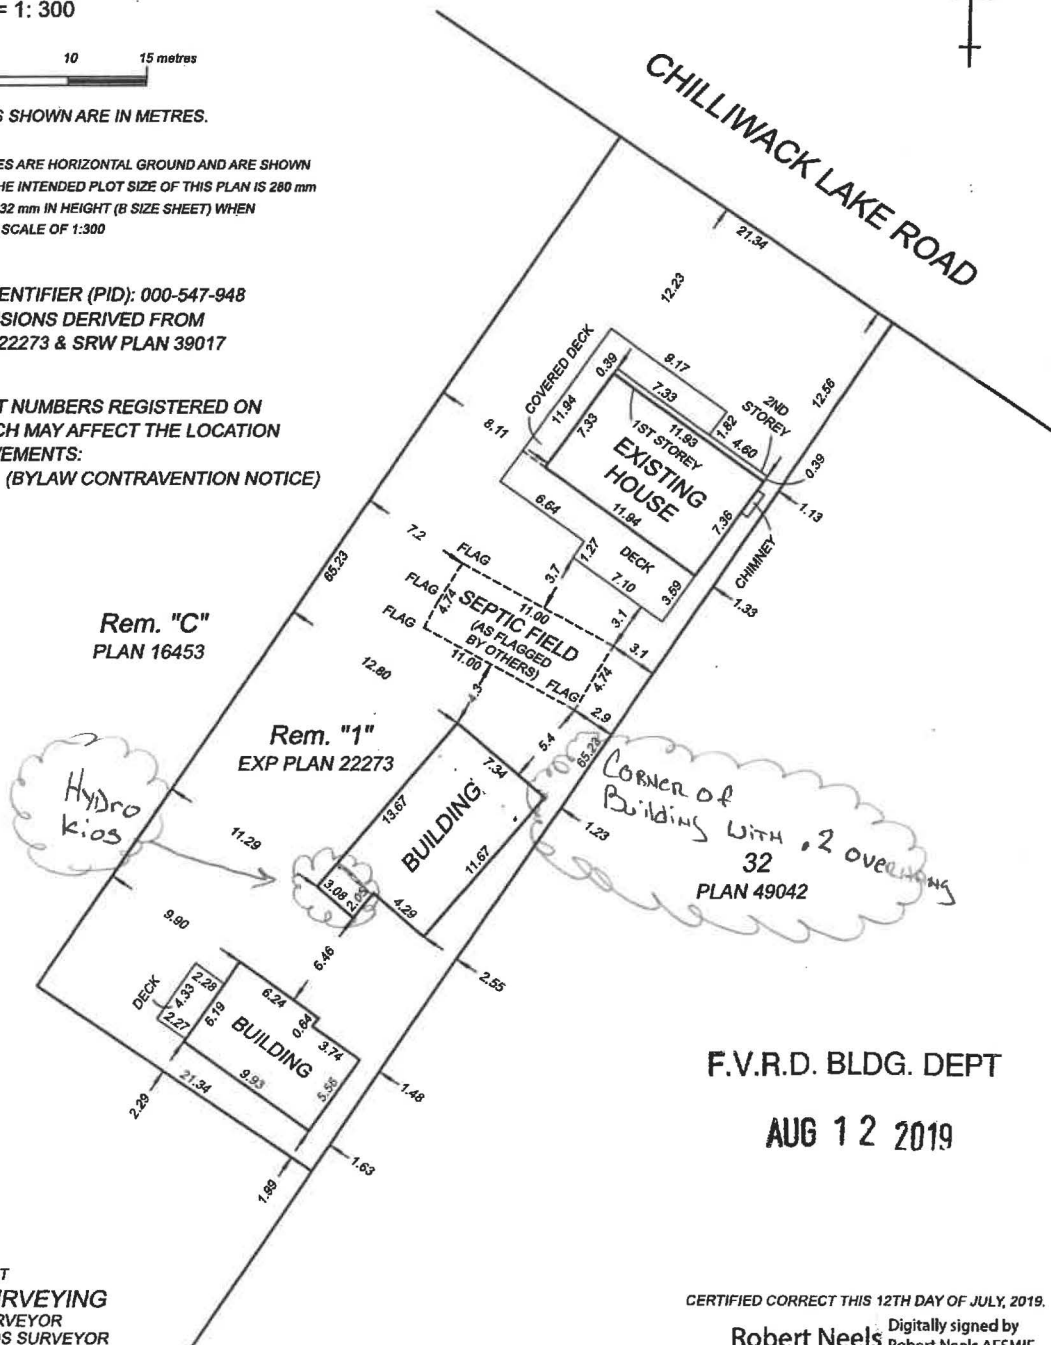 = 1: 300
10
15 metres
S SHOWN ARE IN METRES.
ES ARE HORIZONTAL GROUND AND ARE SHOWN
HE INTENDED PLOT SIZE OF THIS PLAN IS 280 mm
32 mm IN HEIGHT (B SIZE SHEET) WHEN
SCALE OF 1:300
ENTIFIER (PID): 000-547-948
SIONS DERIVED FROM
22273 & SRW PLAN 39017
T NUMBERS REGISTERED ON
CH MAY AFFECT THE LOCATION
EMENTS:
(BYLAW CONTRAVENTION NOTICE)
CHILLIWACK LAKE ROAD
21.34
12.23
12.56
COVERED DECK
0.39
9.17
7.33
11.94
7.33
8.11
1ST STOREY
11.93
1.82
4.60
2ND
STOREY
0.39
EXISTING
HOUSE
11.94
7.36
1.13
CHIMNEY
6.64
1.27
DECK
7.10
3.59
1.33
7.2
FLAG
3.7
65.23
FLAG
4.74
11.00
SEPTIC FIELD
(AS FLAGGED
BY OTHERS)
3.1
3.1
FLAG
11.00
FLAG
4.74
12.80
4.3
2.9
5.4
65.23
Rem. "C"
PLAN 16453
Rem. "1"
EXP PLAN 22273
7.34
13.67
BUILDING
11.67
1.23
Hydro
kios
Corner of
Building With .2 overhang
32
PLAN 49042
11.29
3.08
2.05
4.29
9.90
6.46
2.55
DECK
2.28
4.33
2.27
6.19
6.24
0.64
3.74
BUILDING
9.93
5.56
21.34
2.29
1.48
1.63
1.99
F.V.R.D. BLDG. DEPT
AUG 12 2019
T
RVEYING
RVEYOR
S SURVEYOR
CERTIFIED CORRECT THIS 12TH DAY OF JULY, 2019.
Robert Neels
Digitally signed by
Robert Neels